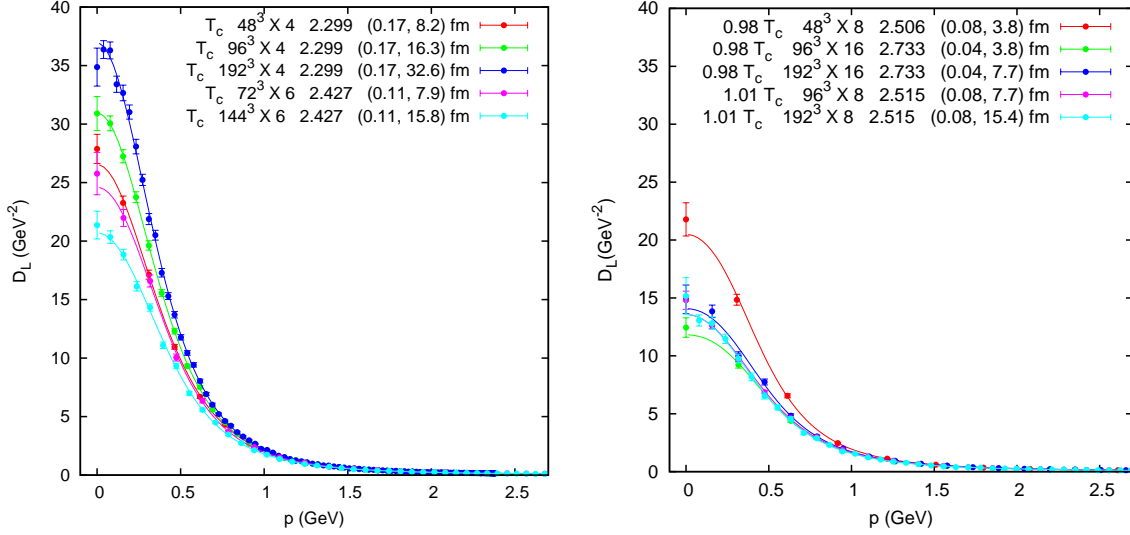 T_c 48^3 X 4 2.299 (0.17, 8.2) fm
T_c 96^3 X 4 2.299 (0.17, 16.3) fm
T_c 192^3 X 4 2.299 (0.17, 32.6) fm
T_c 72^3 X 6 2.427 (0.11, 7.9) fm
T_c 144^3 X 6 2.427 (0.11, 15.8) fm
40
35
30
25
20
15
10
5
0
D_L (GeV^-2)
0 0.5 1 1.5 2 2.5
p (GeV)
0.98 T_c 48^3 X 8 2.506 (0.08, 3.8) fm
0.98 T_c 96^3 X 16 2.733 (0.04, 3.8) fm
0.98 T_c 192^3 X 16 2.733 (0.04, 7.7) fm
1.01 T_c 96^3 X 8 2.515 (0.08, 7.7) fm
1.01 T_c 192^3 X 8 2.515 (0.08, 15.4) fm
40
35
30
25
20
15
10
5
0
D_L(GeV^-2)
0 0.5 1 1.5 2 2.5
p (GeV)